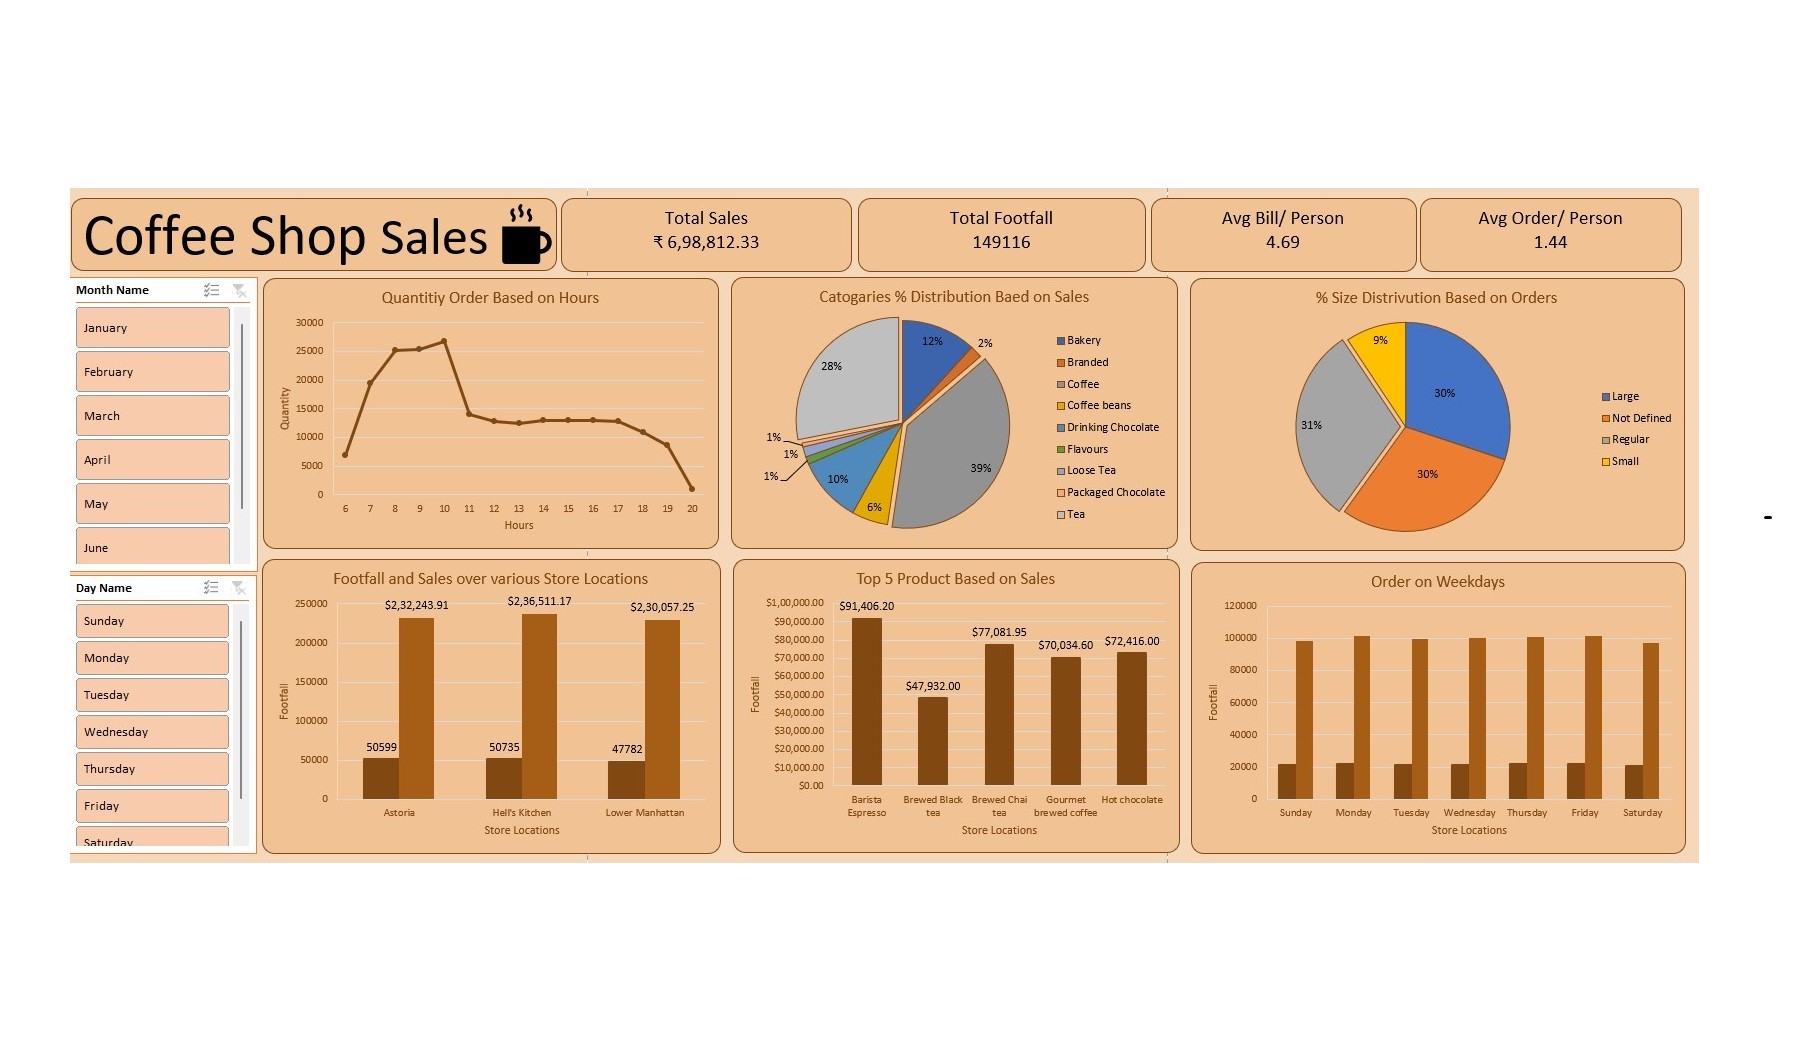 Coffee Shop Sales
Total Sales
₹ 6,98,812.33
Total Footfall
149116
Avg Bill/ Person
4.69
Avg Order/ Person
1.44
Month Name
January
February
March
April
May
June
Day Name
Sunday
Monday
Tuesday
Wednesday
Thursday
Friday
Saturday
Quantitiy Order Based on Hours
30000
25000
20000
15000
10000
5000
0
Quantity
6 7 8 9 10 11 12 13 14 15 16 17 18 19 20
Hours
Catogaries % Distribution Baed on Sales
12%
2%
39%
6%
10%
1%
1%
1%
28%
Bakery
Branded
Coffee
Coffee beans
Drinking Chocolate
Flavours
Loose Tea
Packaged Chocolate
Tea
% Size Distrivution Based on Orders
30%
30%
31%
9%
Large
Not Defined
Regular
Small
Footfall and Sales over various Store Locations
250000
200000
150000
100000
50000
0
Footfall
$2,32,243.91
$2,36,511.17
$2,30,057.25
50599
50735
47782
Astoria
Hell's Kitchen
Lower Manhattan
Store Locations
Top 5 Product Based on Sales
$1,00,000.00
$90,000.00
$80,000.00
$70,000.00
$60,000.00
$50,000.00
$40,000.00
$30,000.00
$20,000.00
$10,000.00
$0.00
Footfall
$91,406.20
$47,932.00
$77,081.95
$70,034.60
$72,416.00
Barista
Espresso
Brewed Black
tea
Brewed Chai
tea
Gourmet
brewed coffee
Hot chocolate
Store Locations
Order on Weekdays
120000
100000
80000
60000
40000
20000
0
Footfall
Sunday
Monday
Tuesday
Wednesday
Thursday
Friday
Saturday
Store Locations
-